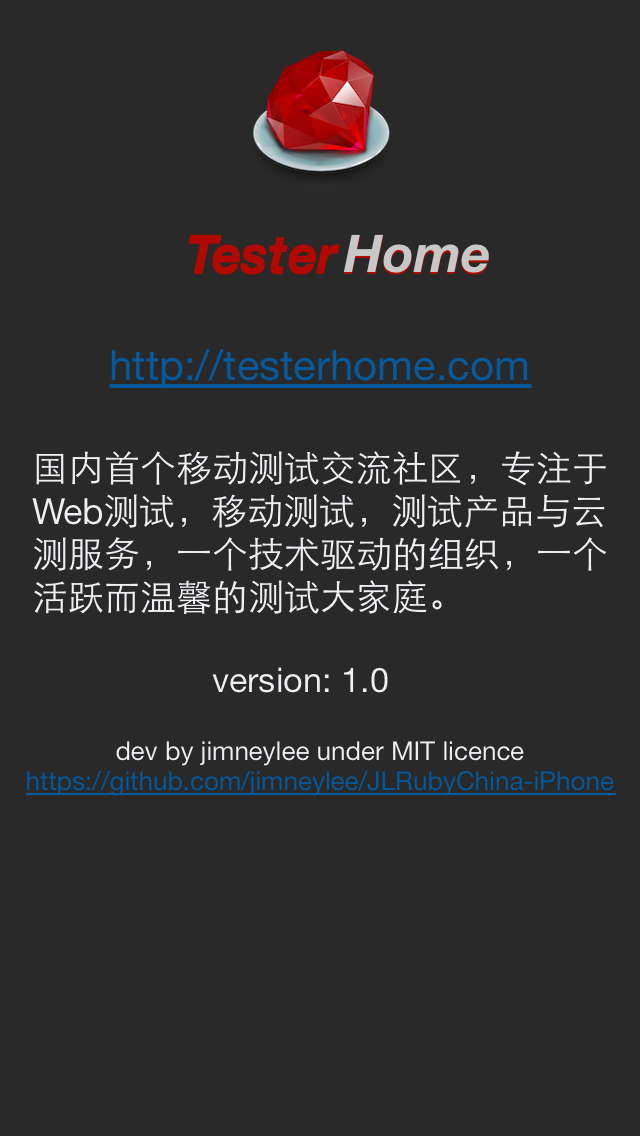 TesterHome
http://testerhome.com
国内首个移动测试交流社区，专注于
Web测试，移动测试，测试产品与云
测服务，一个技术驱动的组织，一个
活跃而温馨的测试大家庭。
version: 1.0
dev by jimneylee under MIT licence
https://github.com/jimneylee/JLRubyChina-iPhone